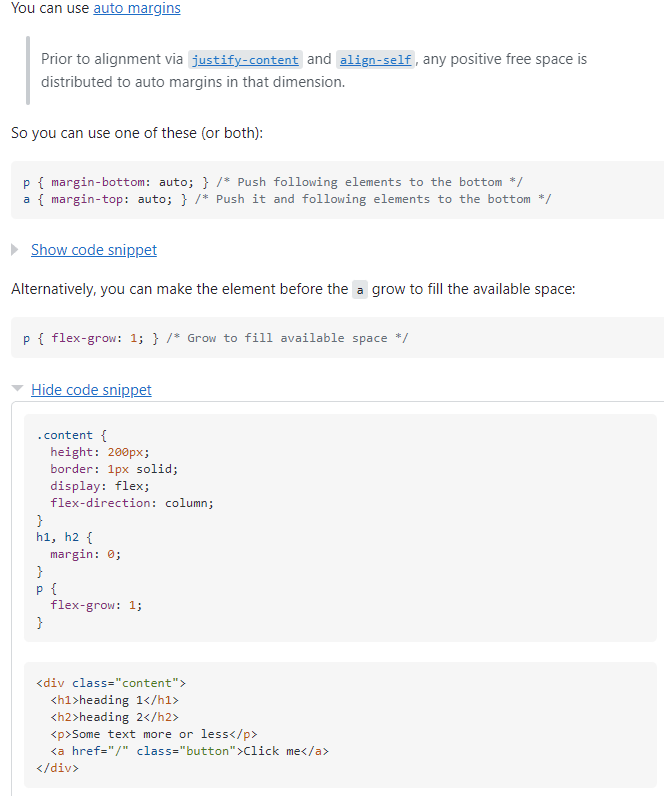 You can use auto margins
Prior to alignment via justify-content and align-self, any positive free space is
distributed to auto margins in that dimension.
So you can use one of these (or both):
p { margin-bottom: auto; } /* Push following elements to the bottom */
a { margin-top: auto; } /* Push it and following elements to the bottom */
Show code snippet
Alternatively, you can make the element before the a grow to fill the available space:
p { flex-grow: 1; } /* Grow to fill available space */
Hide code snippet
.content {
  height: 200px;
  border: 1px solid;
  display: flex;
  flex-direction: column;
}
h1, h2 {
  margin: 0;
}
p {
  flex-grow: 1;
}
<div class="content">
  <h1>heading 1</h1>
  <h2>heading 2</h2>
  <p>Some text more or less</p>
  <a href="/" class="button">Click me</a>
</div>